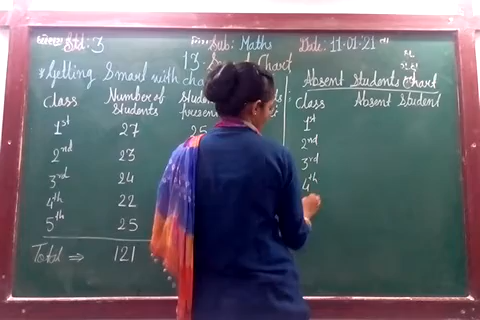 Std: 3 Sub: Maths Date: 11·01·21
13. Chart
*Getting Smart with cha
Class Number of Students
1st 27 25
2nd 23
3rd 24
4th 22
5th 25
Total ⇒ 121
Absent Students Chart
Class Absent Student
1st
2nd
3rd
4th